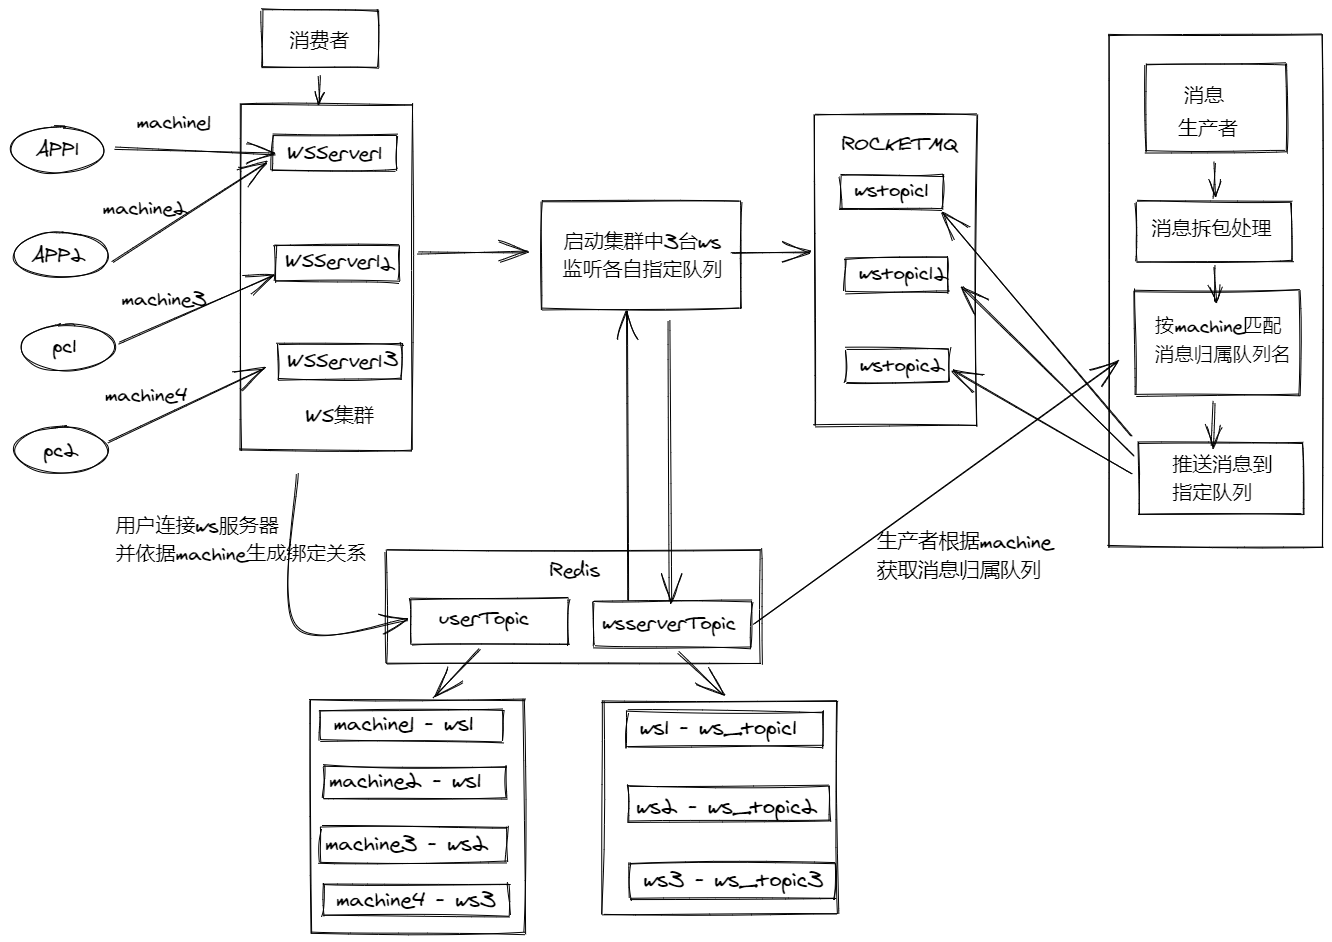 消费者
machine1
APP1
WSServer1
machine2
APP2
WSServer12
machine3
pc1
WSServer13
machine4
WS集群
pc2
启动集群中3台ws
监听各自指定队列
ROCKETMQ
wstopic1
wstopic12
wstopic2
消息
生产者
消息拆包处理
按machine匹配
消息归属队列名
推送消息到
指定队列
用户连接ws服务器
并依据machine生成绑定关系
生产者根据machine
获取消息归属队列
Redis
userTopic
wsserverTopic
machine1 - ws1
machine2 - ws1
machine3 - ws2
machine4 - ws3
ws1 - ws_topic1
ws2 - ws_topic2
ws3 - ws_topic3